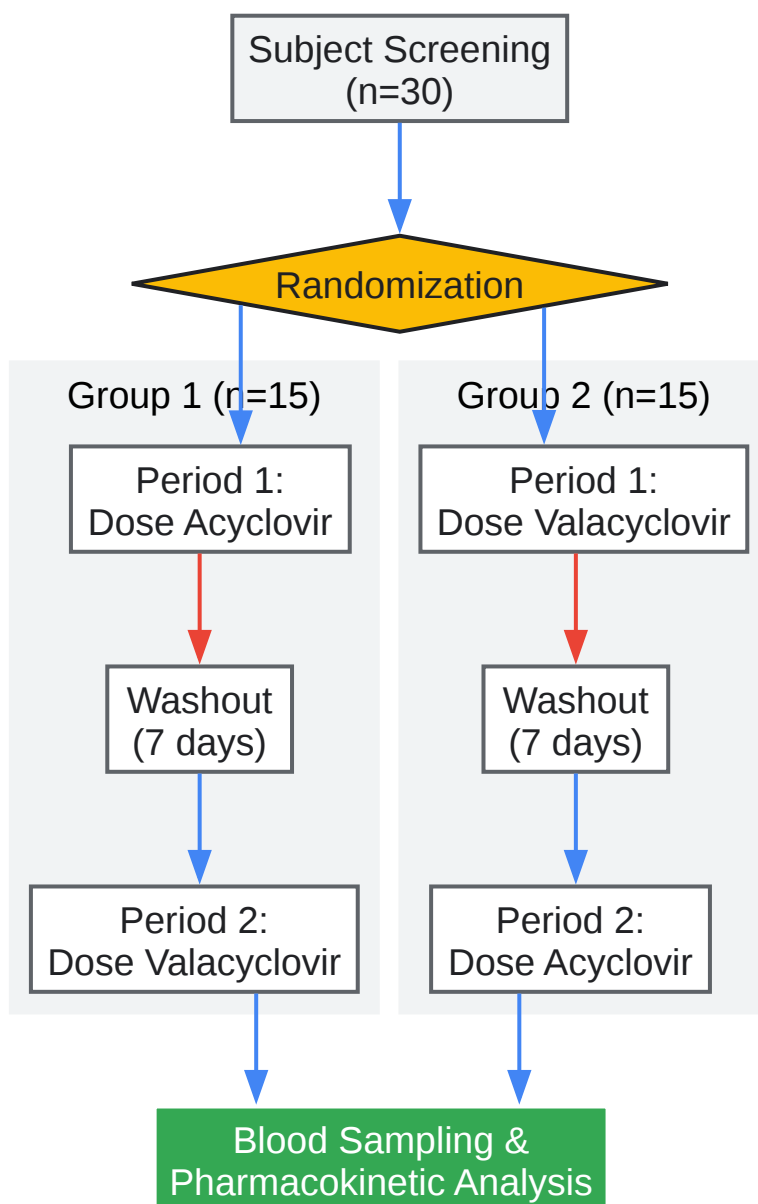 Subject Screening
(n=30)
Randomization
Group 1 (n=15)
Period 1:
Dose Acyclovir
Washout
(7 days)
Period 2:
Dose Valacyclovir
Group 2 (n=15)
Period 1:
Dose Valacyclovir
Washout
(7 days)
Period 2:
Dose Acyclovir
Blood Sampling &
Pharmacokinetic Analysis